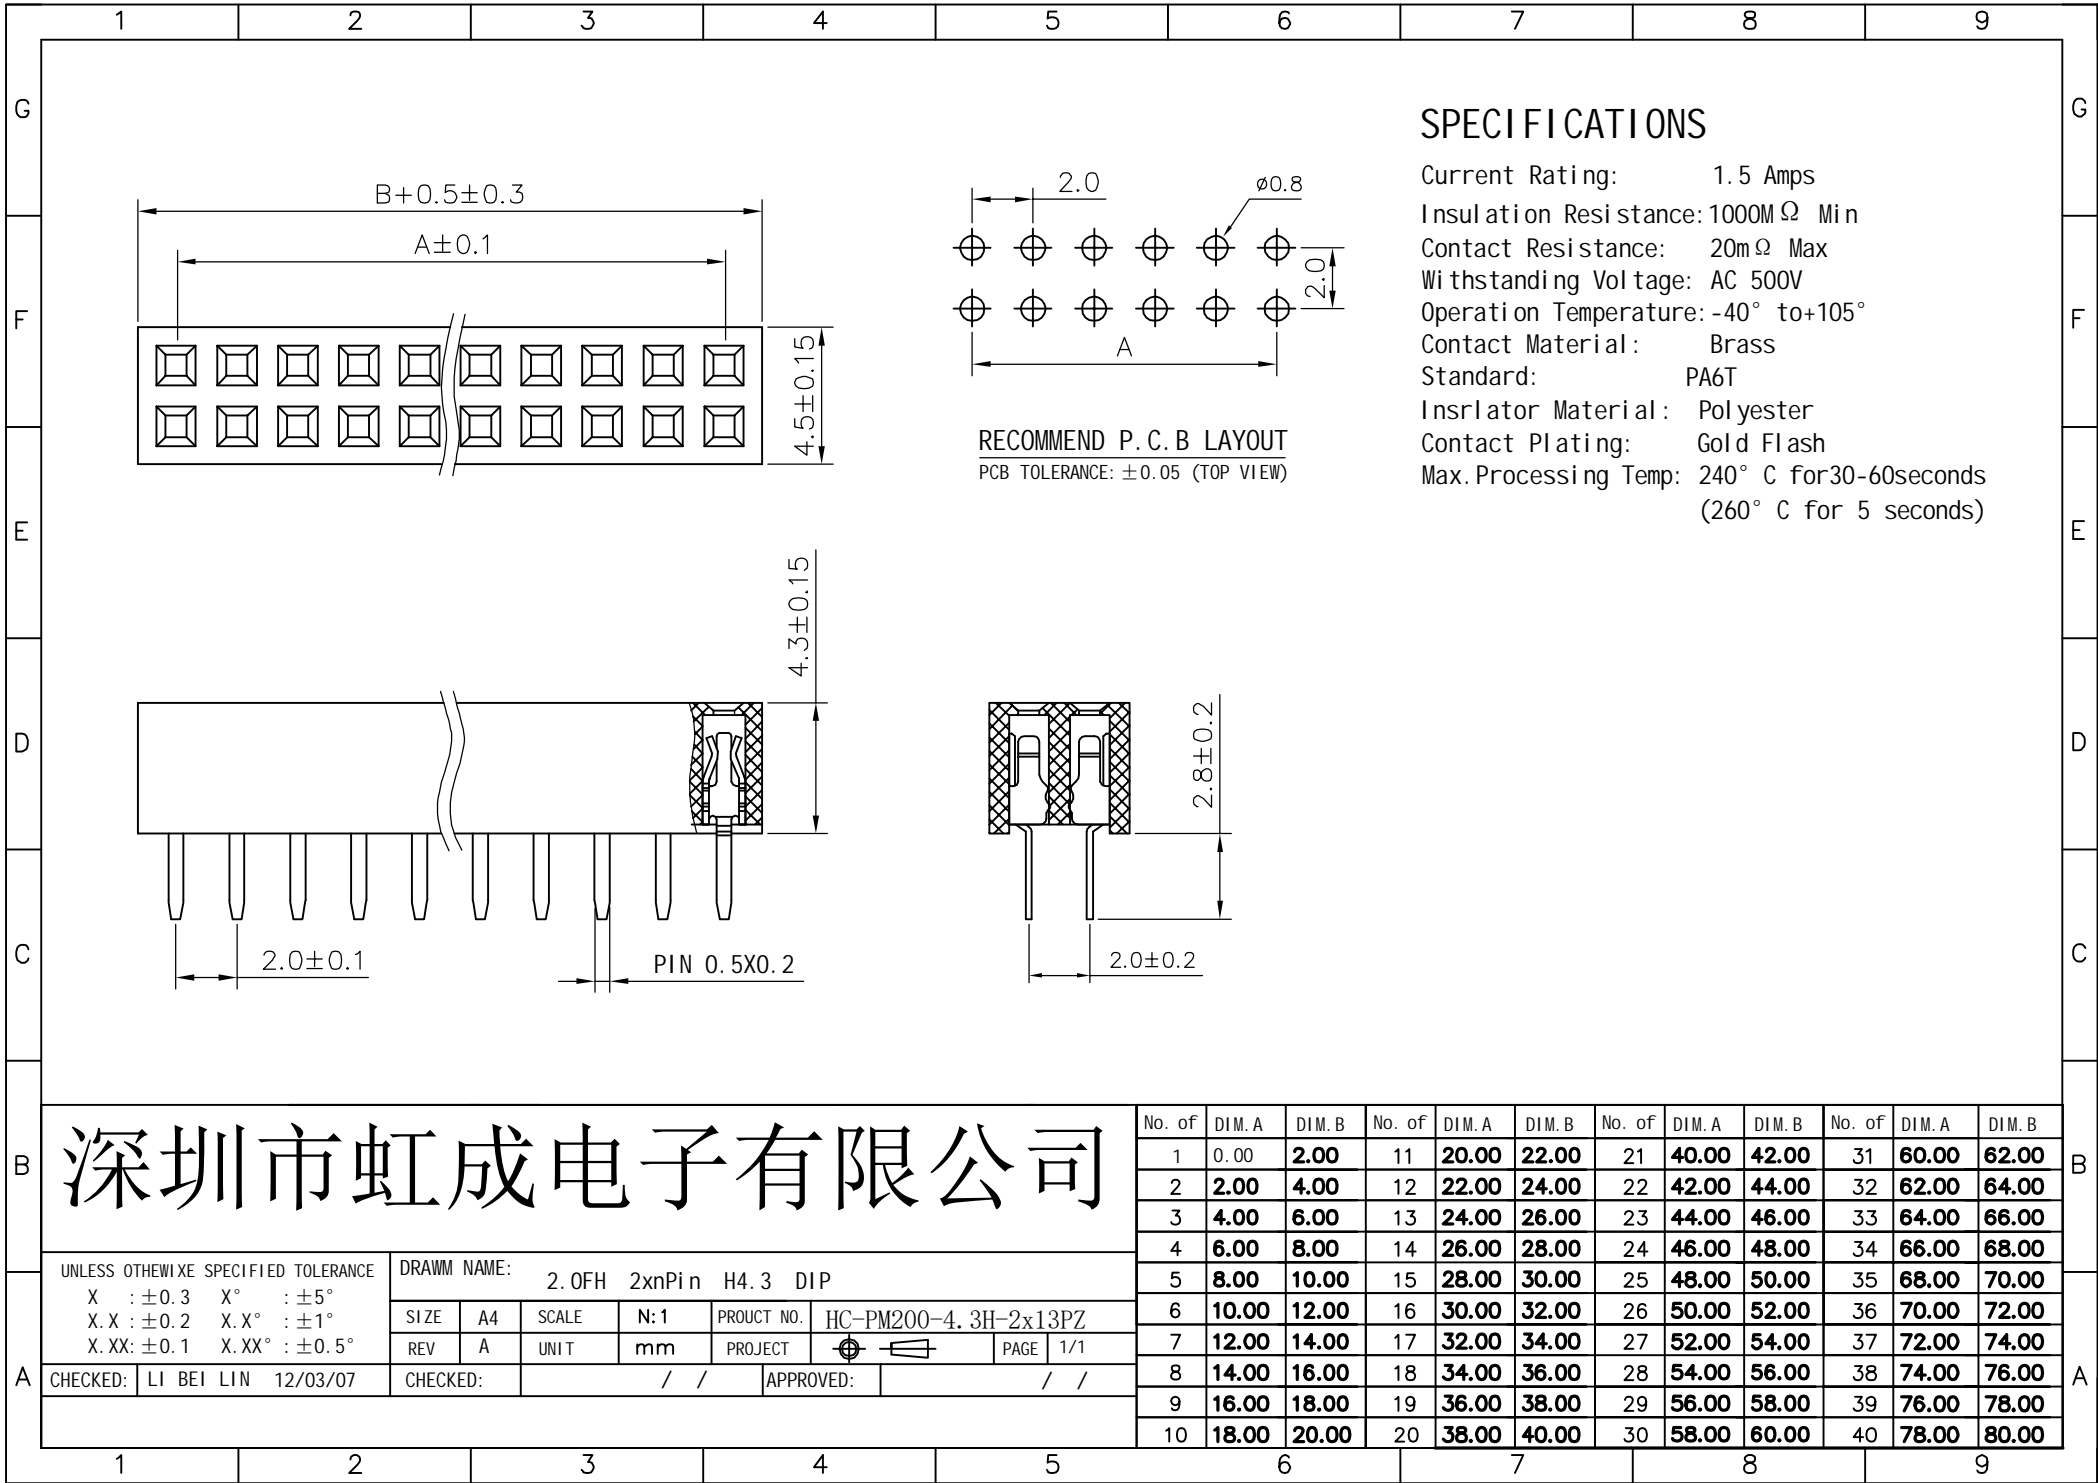 1 2 3 4 5 6 7 8 9
G G
F F
E E
D D
C C
B B
A A
B+0.5±0.3
A±0.1
4.5±0.15
2.0
ø0.8
2.0
A
RECOMMEND P.C.B LAYOUT
PCB TOLERANCE: ±0.05 (TOP VIEW)
SPECIFICATIONS
Current Rating: 1.5 Amps
Insulation Resistance: 1000MΩ Min
Contact Resistance: 20mΩ Max
Withstanding Voltage: AC 500V
Operation Temperature: -40° to+105°
Contact Material: Brass
Standard: PA6T
Insrlator Material: Polyester
Contact Plating: Gold Flash
Max.Processing Temp: 240° C for30-60seconds
(260° C for 5 seconds)
4.3±0.15
2.0±0.1
PIN 0.5X0.2
2.8±0.2
2.0±0.2
深圳市虹成电子有限公司
UNLESS OTHEWIXE SPECIFIED TOLERANCE
X :±0.3 X° :±5°
X.X :±0.2 X.X° :±1°
X.XX:±0.1 X.XX° :±0.5°
DRAWM NAME: 2.0FH 2xnPin H4.3 DIP
SIZE A4 SCALE N:1 PROUCT NO. HC-PM200-4.3H-2x13PZ
REV A UNIT mm PROJECT PAGE 1/1
CHECKED: LI BEI LIN 12/03/07 CHECKED: / / APPROVED: / /
No. of DIM.A DIM.B No. of DIM.A DIM.B No. of DIM.A DIM.B No. of DIM.A DIM.B
1 0.00 2.00 11 20.00 22.00 21 40.00 42.00 31 60.00 62.00
2 2.00 4.00 12 22.00 24.00 22 42.00 44.00 32 62.00 64.00
3 4.00 6.00 13 24.00 26.00 23 44.00 46.00 33 64.00 66.00
4 6.00 8.00 14 26.00 28.00 24 46.00 48.00 34 66.00 68.00
5 8.00 10.00 15 28.00 30.00 25 48.00 50.00 35 68.00 70.00
6 10.00 12.00 16 30.00 32.00 26 50.00 52.00 36 70.00 72.00
7 12.00 14.00 17 32.00 34.00 27 52.00 54.00 37 72.00 74.00
8 14.00 16.00 18 34.00 36.00 28 54.00 56.00 38 74.00 76.00
9 16.00 18.00 19 36.00 38.00 29 56.00 58.00 39 76.00 78.00
10 18.00 20.00 20 38.00 40.00 30 58.00 60.00 40 78.00 80.00
1 2 3 4 5 6 7 8 9